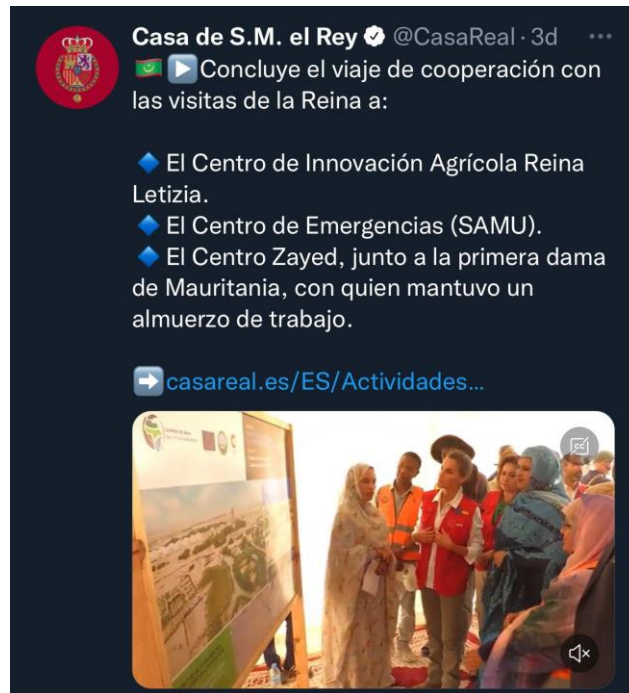 Casa de S.M. el Rey @CasaReal · 3d
🇲🇷 ▶️Concluye el viaje de cooperación con
las visitas de la Reina a:
🔹 El Centro de Innovación Agrícola Reina
Letizia.
🔹 El Centro de Emergencias (SAMU).
🔹 El Centro Zayed, junto a la primera dama
de Mauritania, con quien mantuvo un
almuerzo de trabajo.
➡️casareal.es/ES/Actividades...